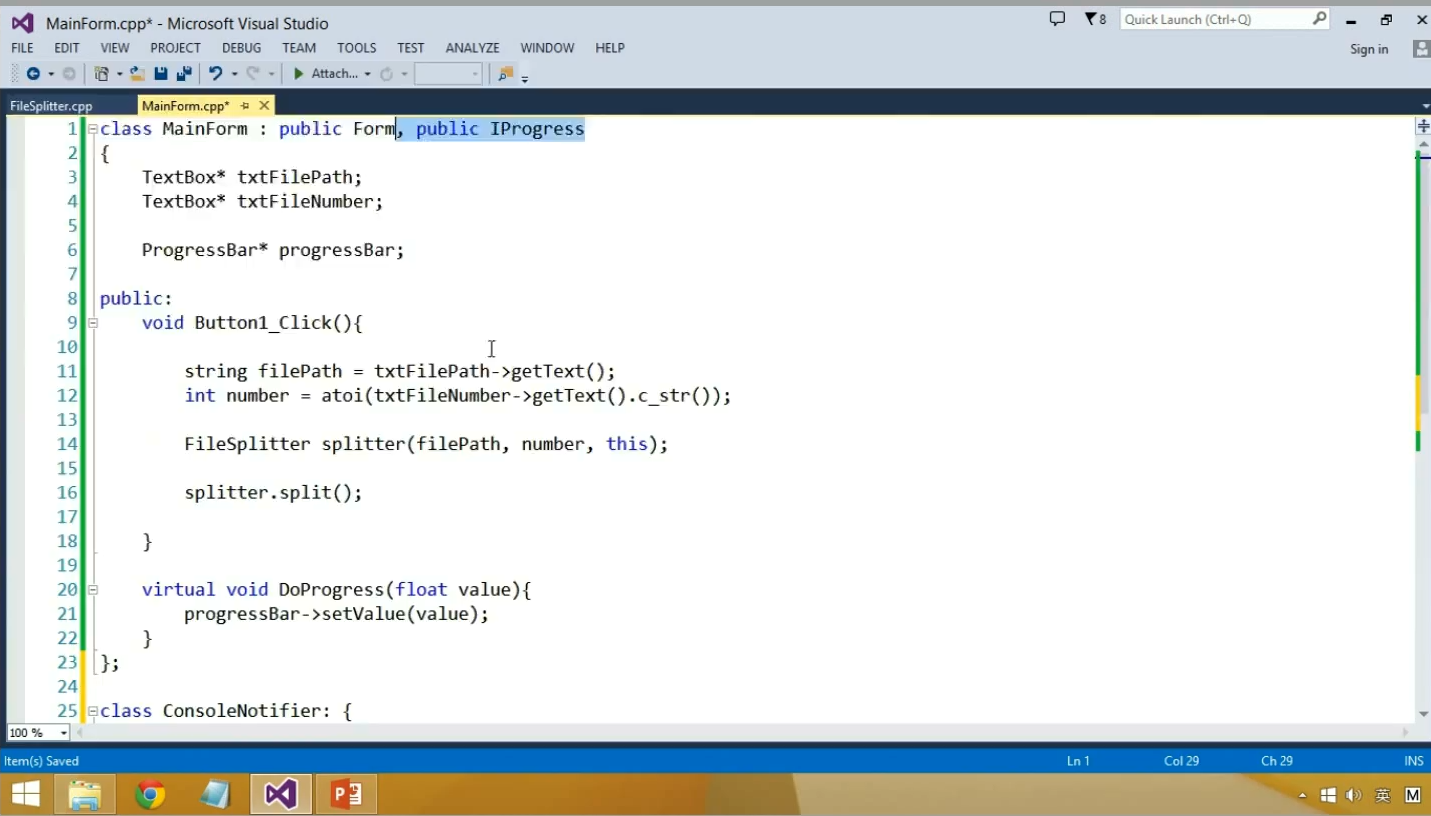 MainForm.cpp* - Microsoft Visual Studio
8
Quick Launch (Ctrl+Q)
FILE EDIT VIEW PROJECT DEBUG TEAM TOOLS TEST ANALYZE WINDOW HELP
Sign in
Attach...
FileSplitter.cpp MainForm.cpp*
1 class MainForm : public Form, public IProgress
2 {
3 TextBox* txtFilePath;
4 TextBox* txtFileNumber;
5
6 ProgressBar* progressBar;
7
8 public:
9 void Button1_Click(){
10
11 string filePath = txtFilePath->getText();
12 int number = atoi(txtFileNumber->getText().c_str());
13
14 FileSplitter splitter(filePath, number, this);
15
16 splitter.split();
17
18 }
19
20 virtual void DoProgress(float value){
21 progressBar->setValue(value);
22 }
23 };
24
25 class ConsoleNotifier: {
100 %
Item(s) Saved
Ln 1 Col 29 Ch 29 INS
P 英 M